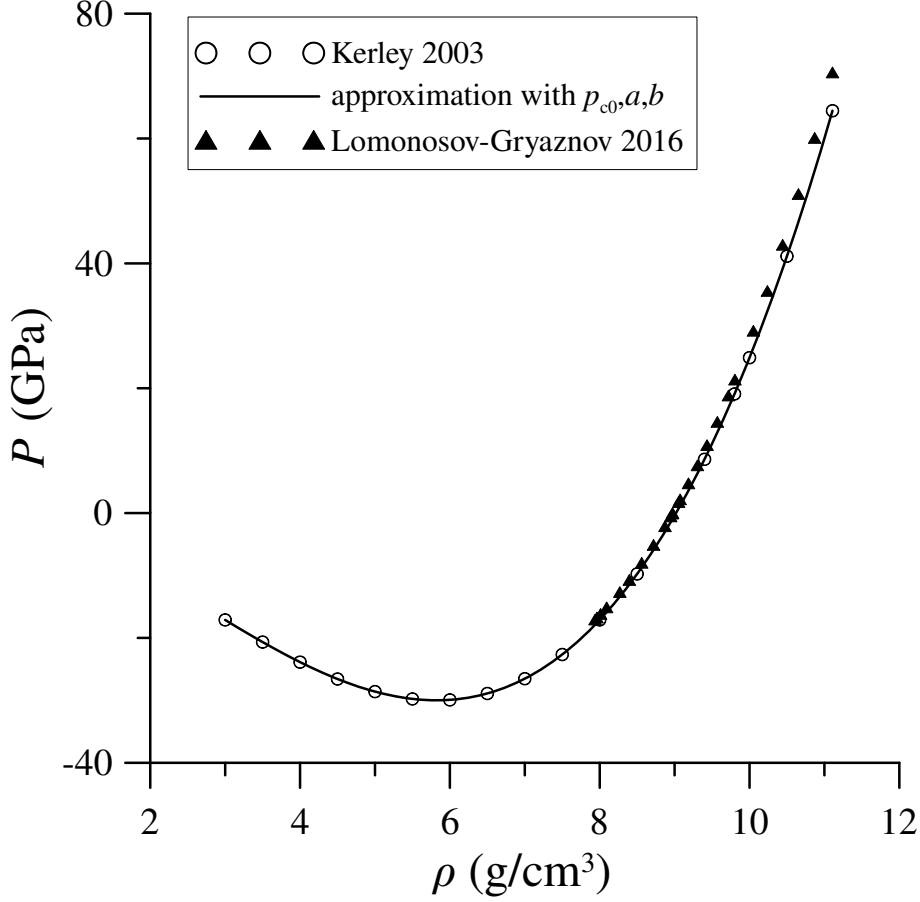 80
Kerley 2003
approximation with pc0,a,b
Lomonosov-Gryaznov 2016
40
P (GPa)
0
-40
2 4 6 8 10 12
ρ (g/cm³)